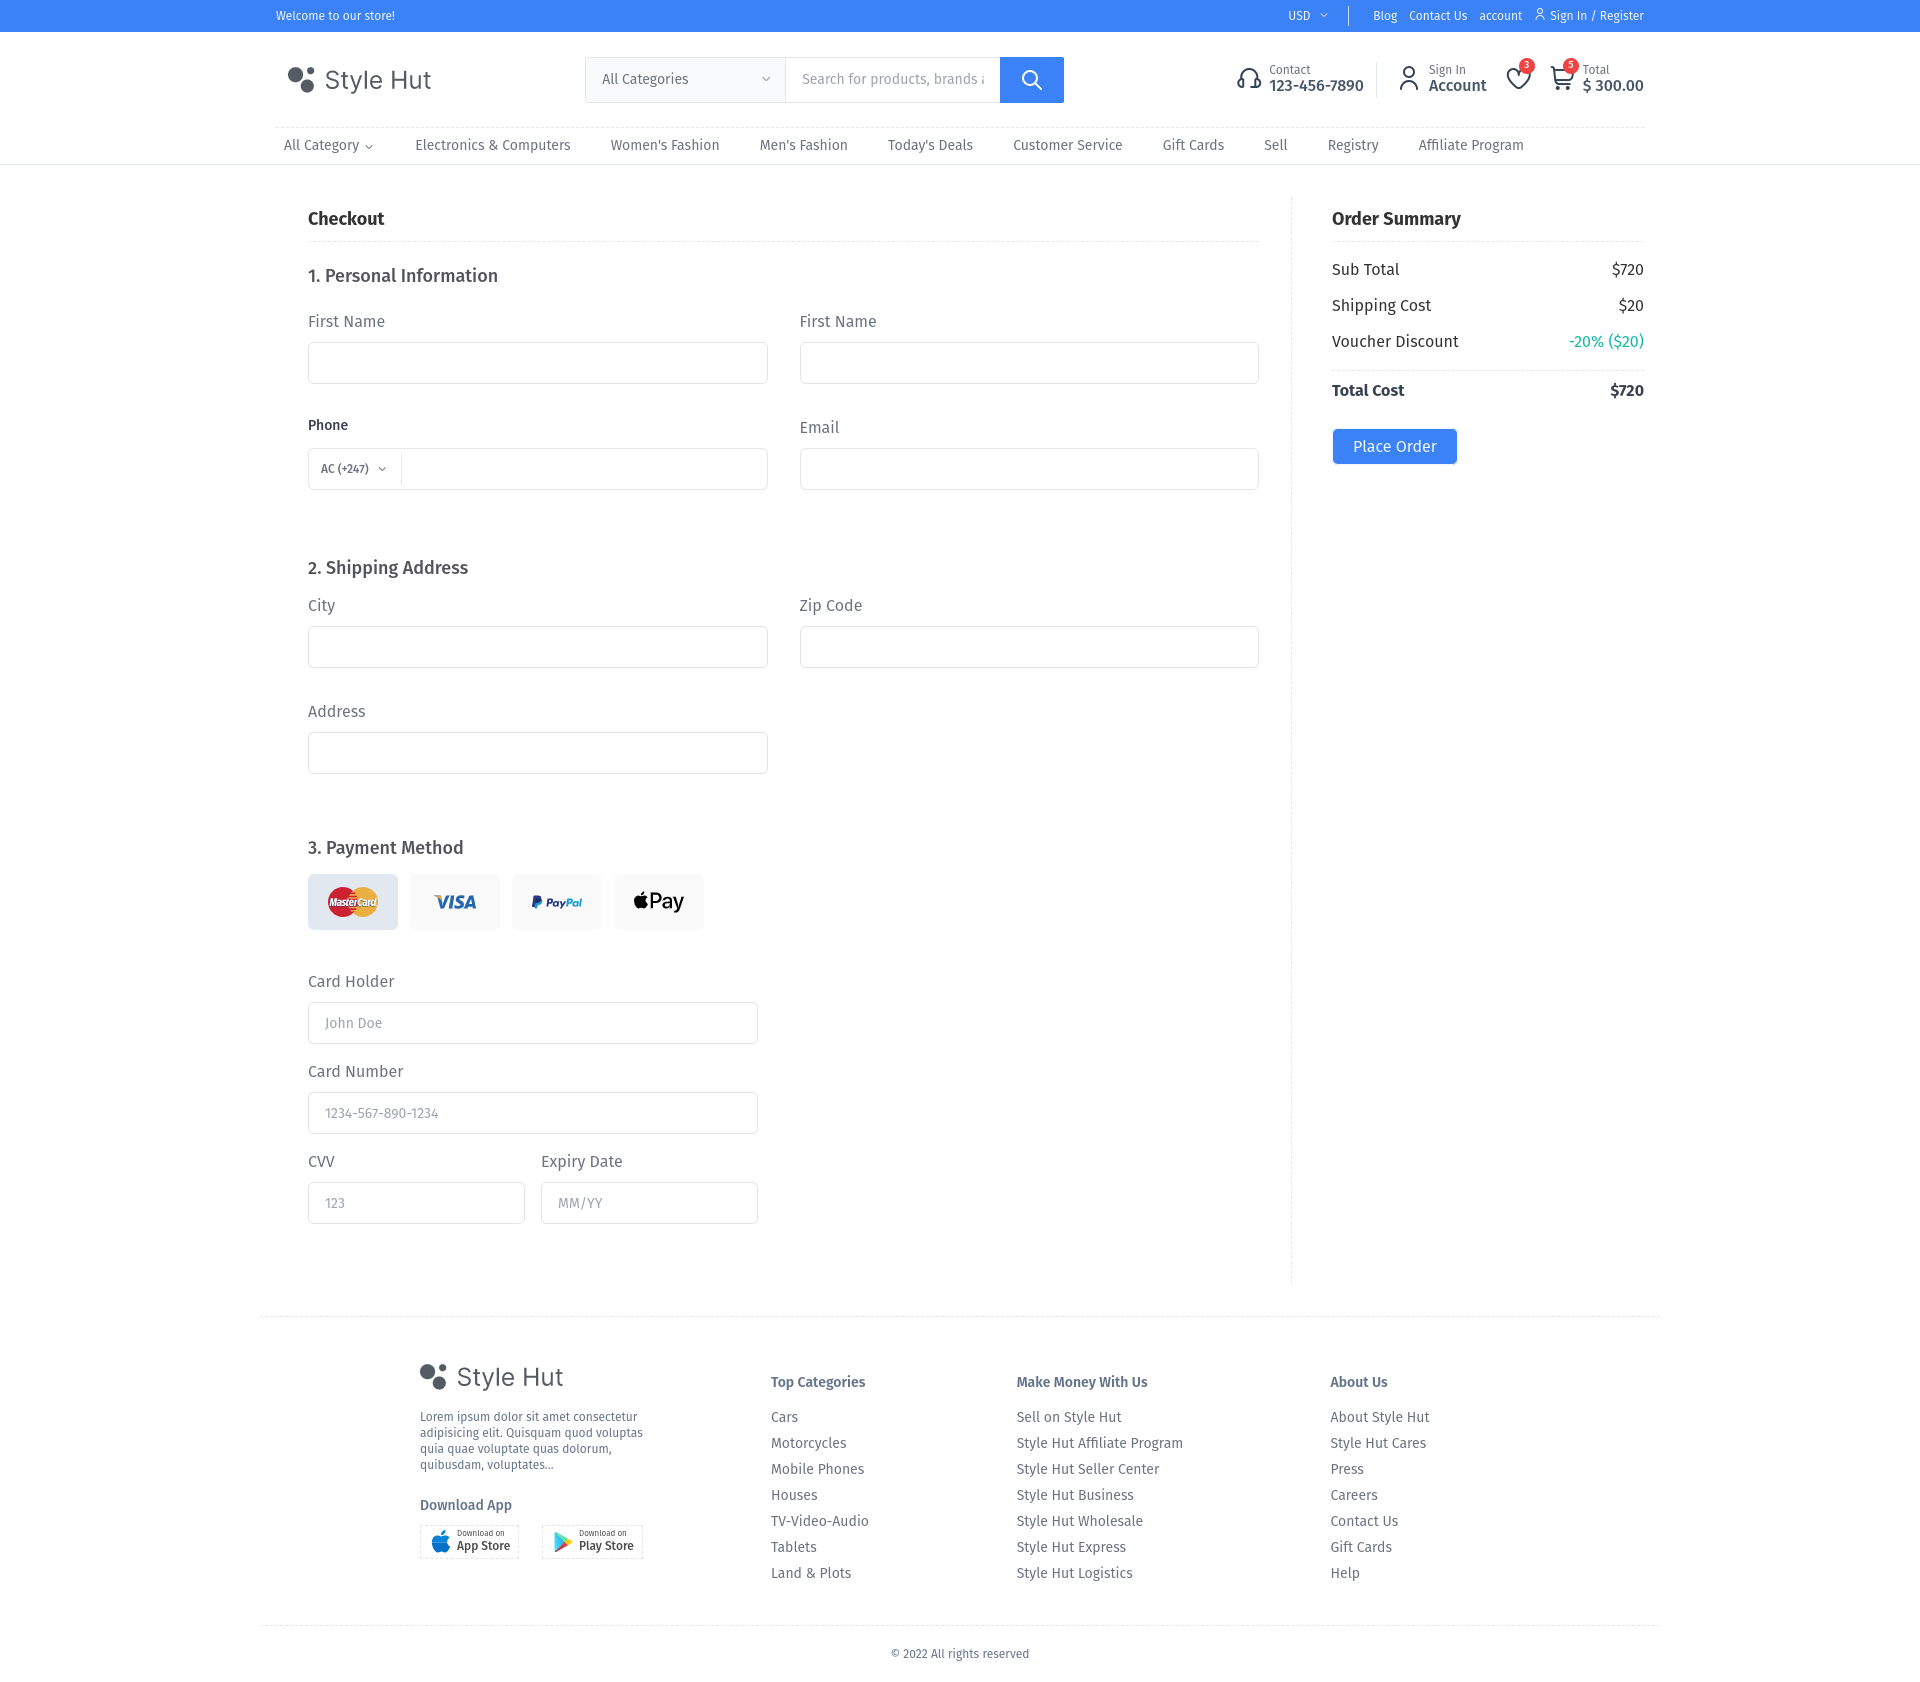 Welcome to our store!
USD
Blog
Contact Us
account
Sign In / Register
Style Hut
All Categories
Search for products, brands a
Contact
123-456-7890
Sign In
Account
3
5
Total
$ 300.00
All Category
Electronics & Computers
Women's Fashion
Men's Fashion
Today's Deals
Customer Service
Gift Cards
Sell
Registry
Affiliate Program
Checkout
1. Personal Information
First Name
First Name
Phone
Email
AC (+247)
2. Shipping Address
City
Zip Code
Address
3. Payment Method
MasterCard
VISA
PayPal
Pay
Card Holder
John Doe
Card Number
1234-567-890-1234
CVV
Expiry Date
123
MM/YY
Order Summary
Sub Total
$720
Shipping Cost
$20
Voucher Discount
-20% ($20)
Total Cost
$720
Place Order
Style Hut
Lorem ipsum dolor sit amet consectetur
adipisicing elit. Quisquam quod voluptas
quia quae voluptate quas dolorum,
quibusdam, voluptates...
Download App
Download on
App Store
Download on
Play Store
Top Categories
Cars
Motorcycles
Mobile Phones
Houses
TV-Video-Audio
Tablets
Land & Plots
Make Money With Us
Sell on Style Hut
Style Hut Affiliate Program
Style Hut Seller Center
Style Hut Business
Style Hut Wholesale
Style Hut Express
Style Hut Logistics
About Us
About Style Hut
Style Hut Cares
Press
Careers
Contact Us
Gift Cards
Help
© 2022 All rights reserved